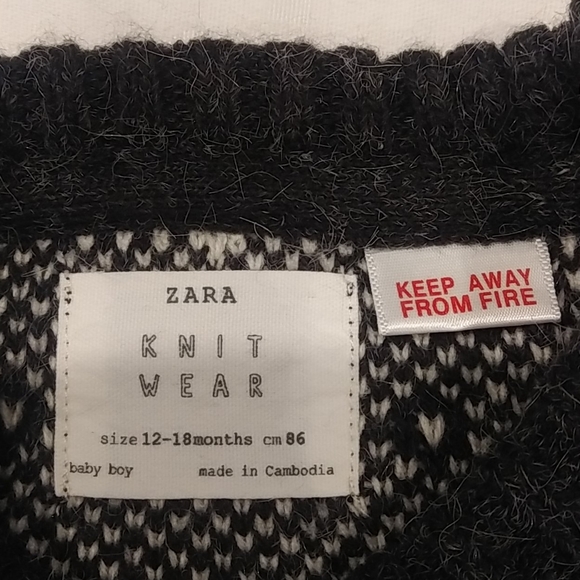 ZARA
KNIT
WEAR
size 12-18months cm 86
baby boy made in Cambodia
KEEP AWAY
FROM FIRE